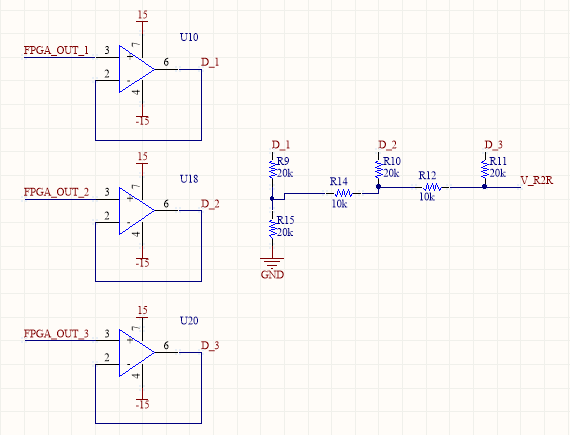 15
U10
FPGA_OUT_1 3 7 6 D_1
2 4
-15
15
U18
FPGA_OUT_2 3 7 6 D_2
2 4
-15
15
U20
FPGA_OUT_3 3 7 6 D_3
2 4
-15
D_1 D_2 D_3
R9 20k
R10 20k
R11 20k
R14 10k
R12 10k
V_R2R
R15 20k
GND